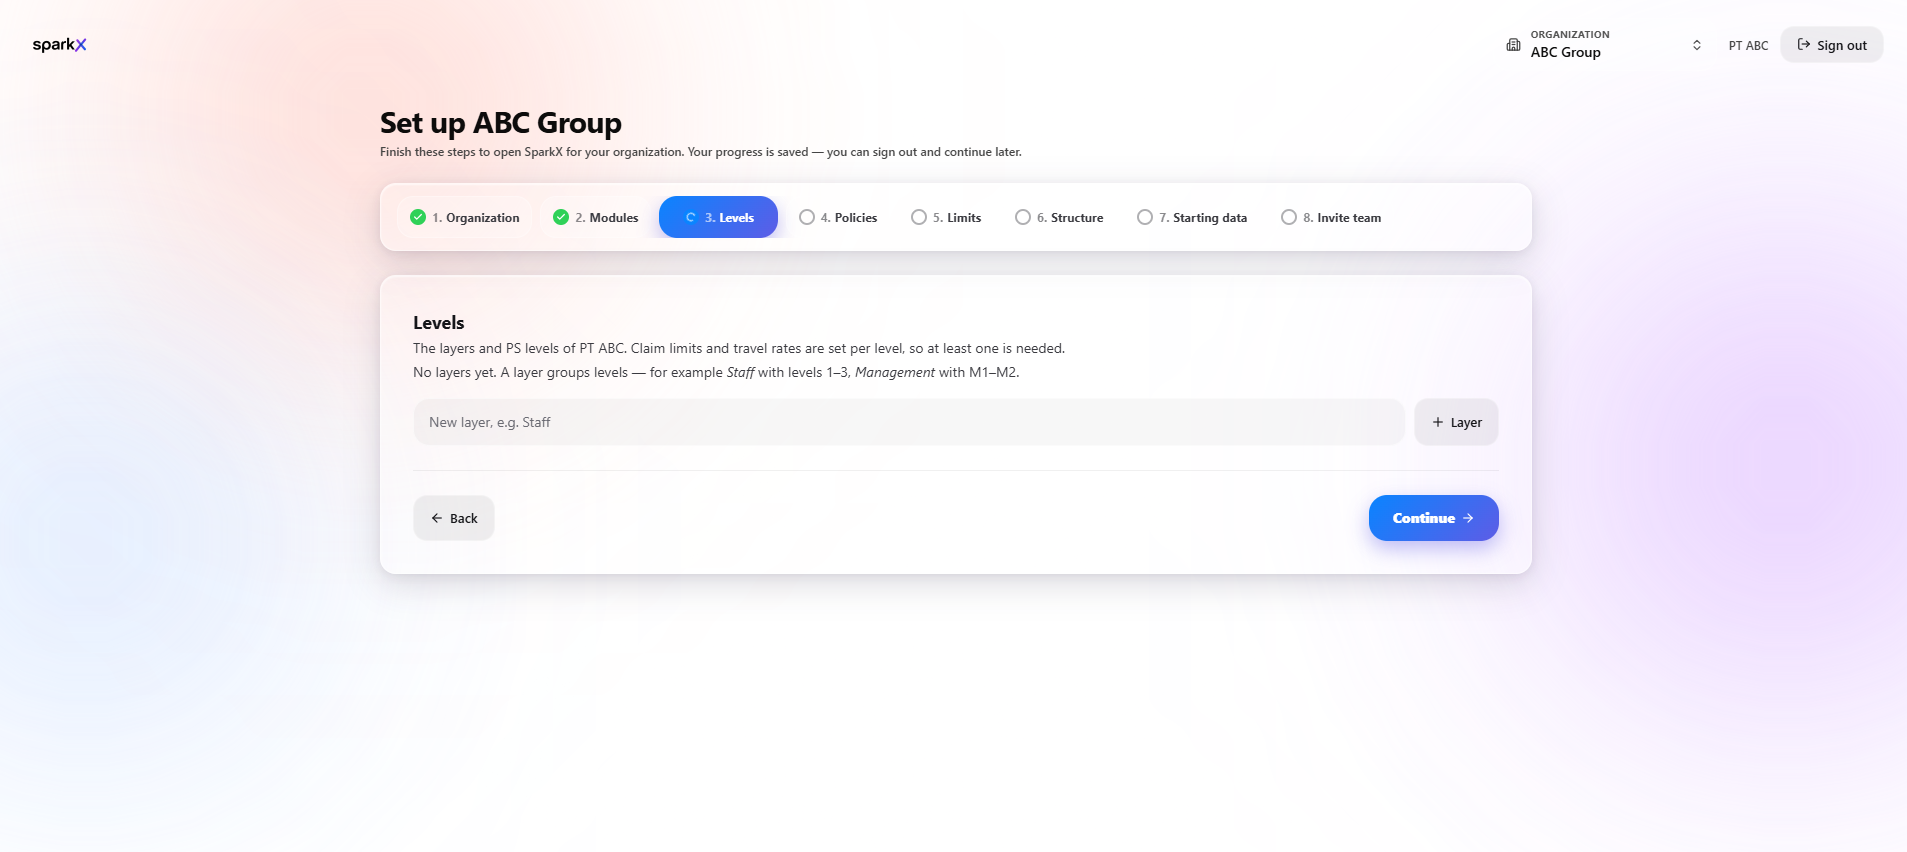 sparkX
ORGANIZATION
ABC Group
PT ABC
Sign out
Set up ABC Group
Finish these steps to open SparkX for your organization. Your progress is saved — you can sign out and continue later.
1. Organization
2. Modules
3. Levels
4. Policies
5. Limits
6. Structure
7. Starting data
8. Invite team
Levels
The layers and PS levels of PT ABC. Claim limits and travel rates are set per level, so at least one is needed.
No layers yet. A layer groups levels — for example Staff with levels 1–3, Management with M1–M2.
New layer, e.g. Staff
+ Layer
← Back
Continue →